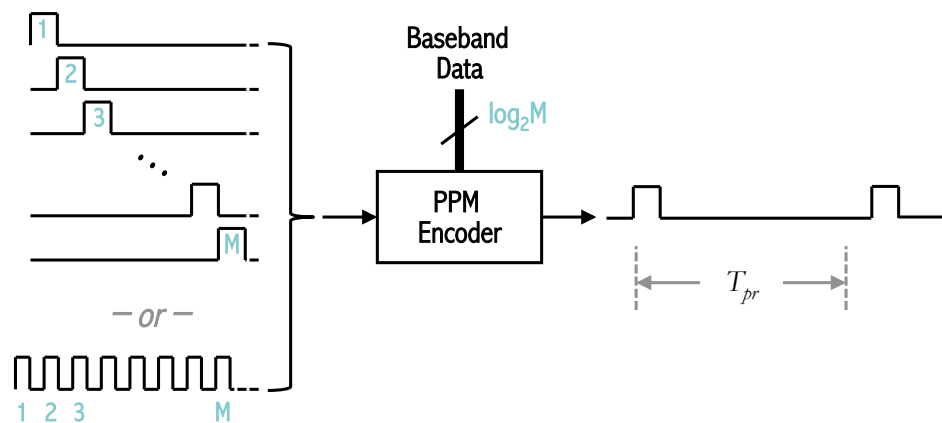 1
2
3
M
– or –
1 2 3 M
Baseband
Data
log₂M
PPM
Encoder
Tₚᵣ